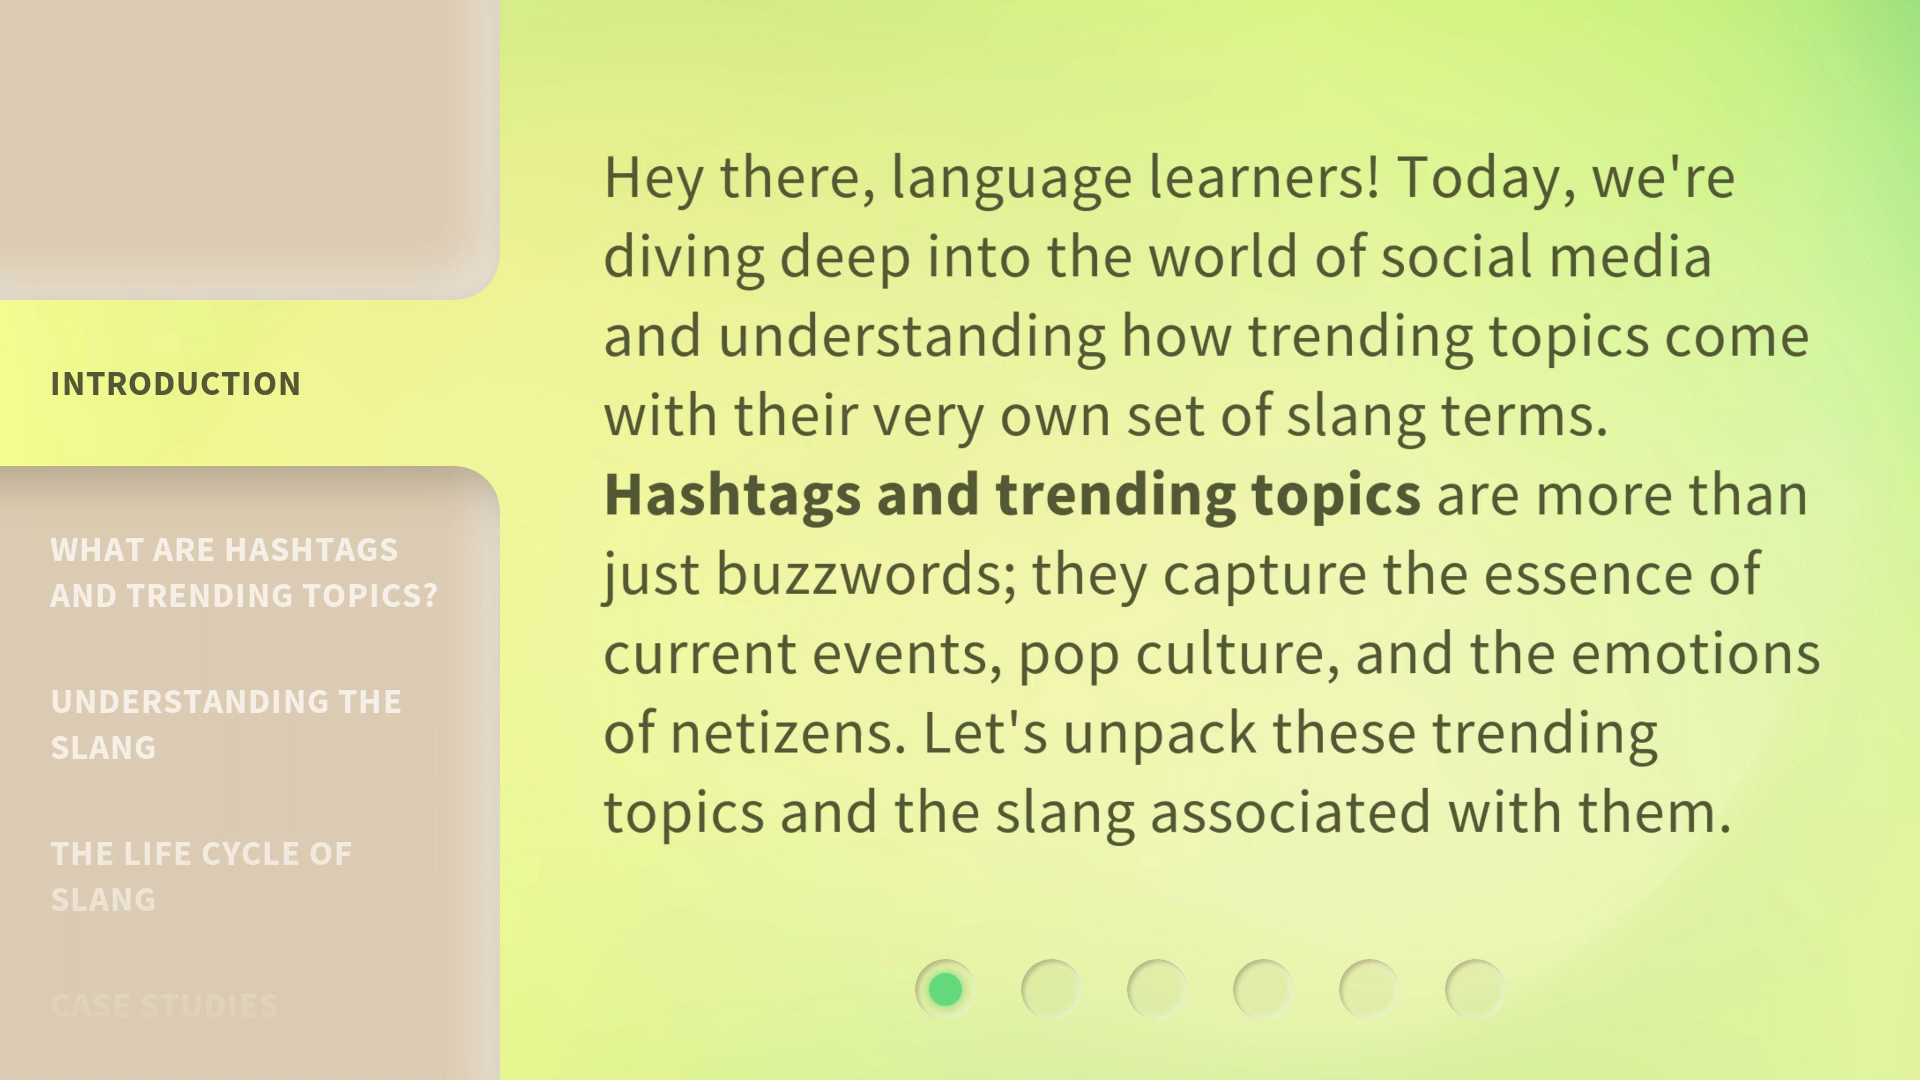 INTRODUCTION
WHAT ARE HASHTAGS
AND TRENDING TOPICS?
UNDERSTANDING THE
SLANG
THE LIFE CYCLE OF
SLANG
CASE STUDIES
Hey there, language learners! Today, we're
diving deep into the world of social media
and understanding how trending topics come
with their very own set of slang terms.
Hashtags and trending topics are more than
just buzzwords; they capture the essence of
current events, pop culture, and the emotions
of netizens. Let's unpack these trending
topics and the slang associated with them.